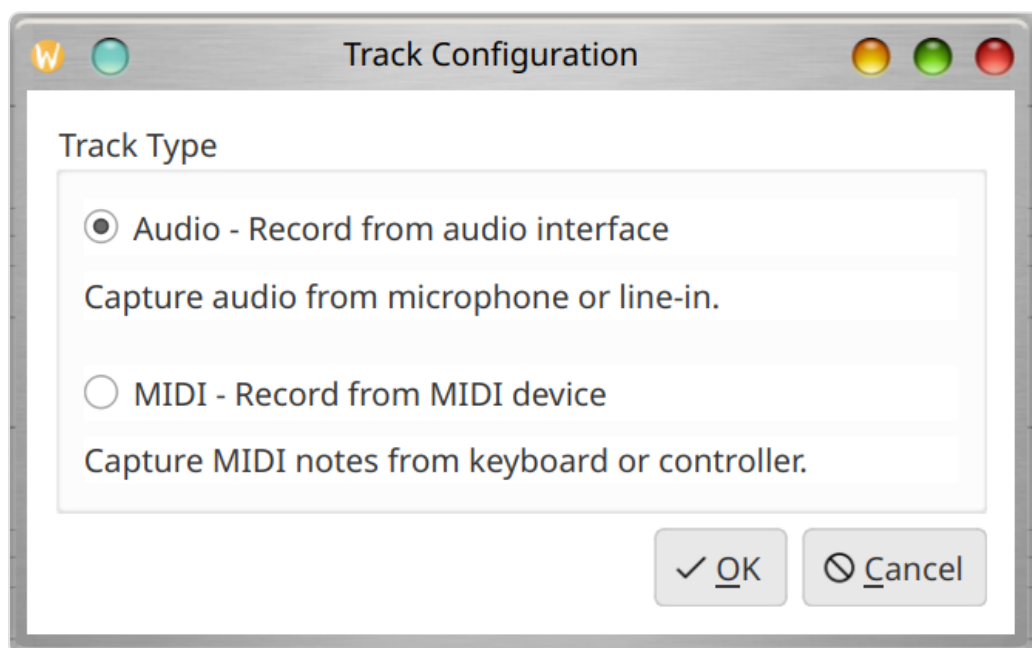 W
Track Configuration
Track Type
Audio - Record from audio interface
Capture audio from microphone or line-in.
MIDI - Record from MIDI device
Capture MIDI notes from keyboard or controller.
OK
Cancel